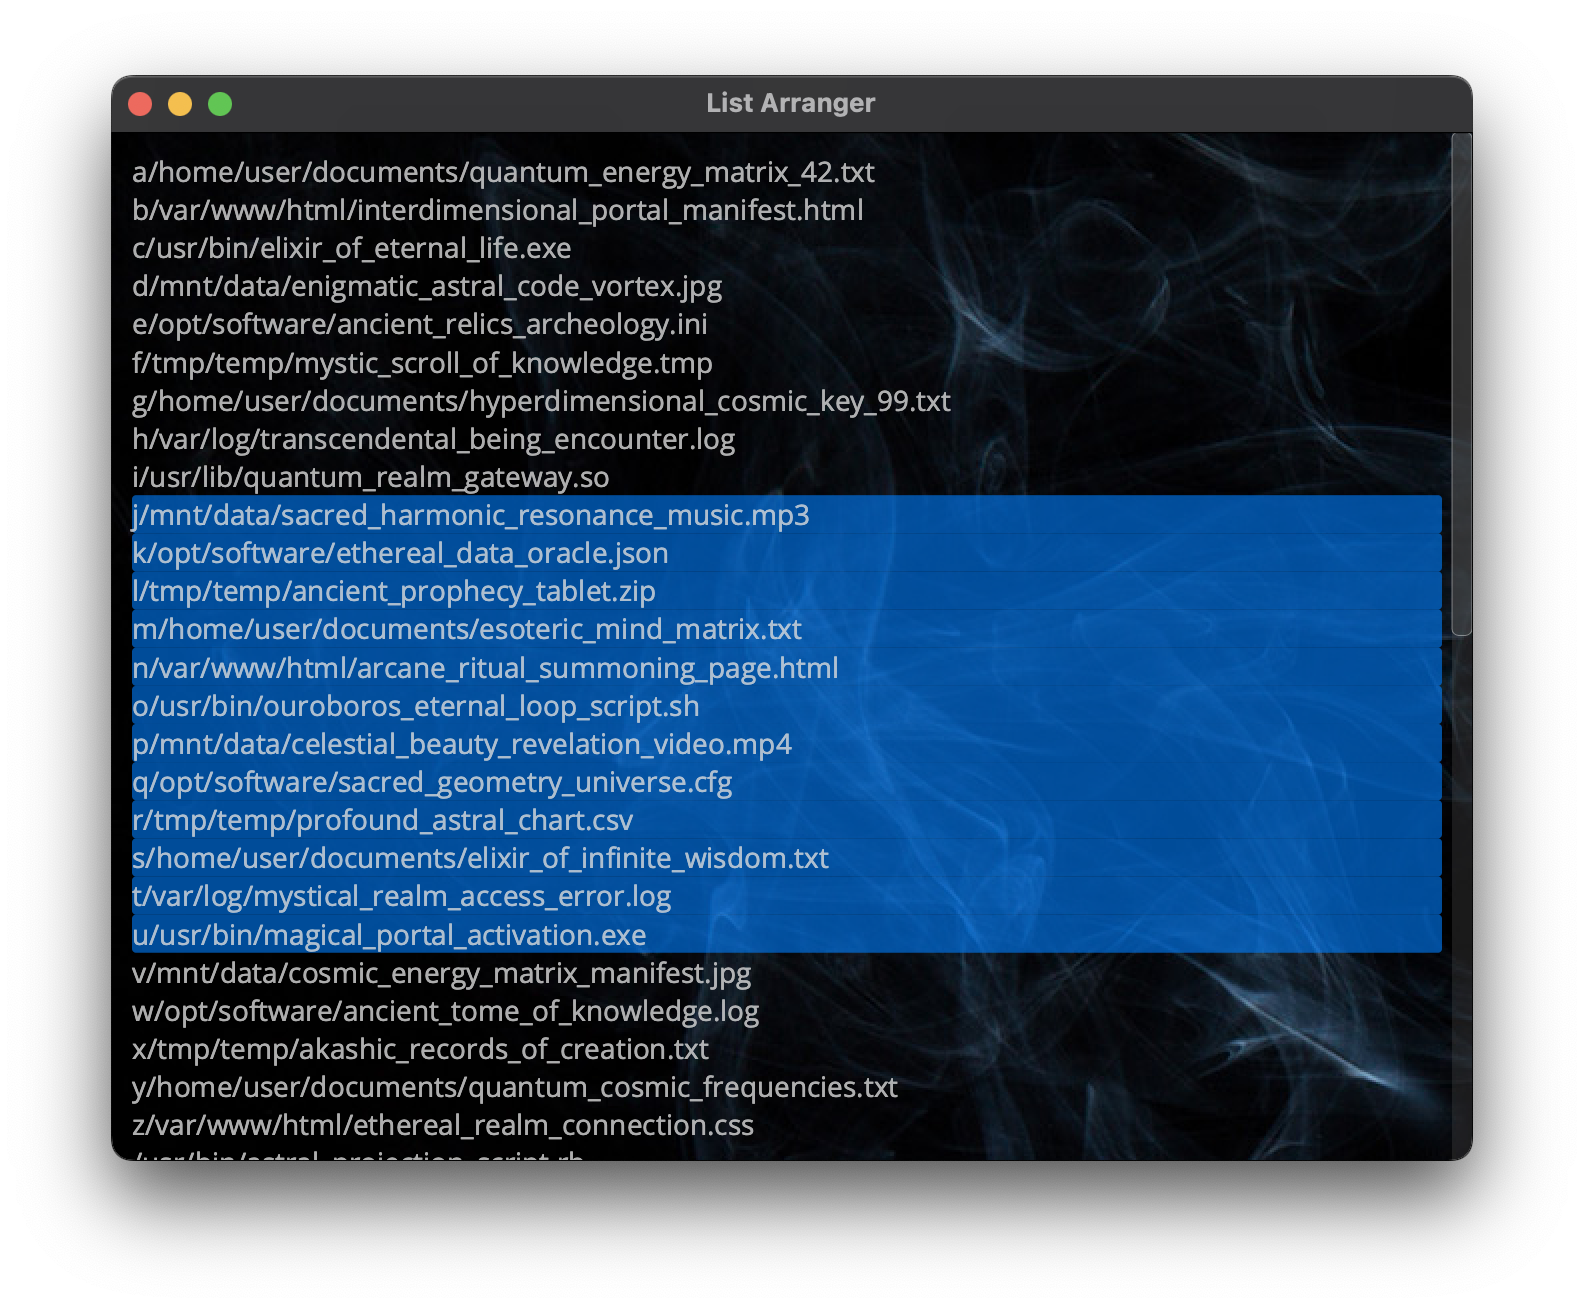 List Arranger
a/home/user/documents/quantum_energy_matrix_42.txt
b/var/www/html/interdimensional_portal_manifest.html
c/usr/bin/elixir_of_eternal_life.exe
d/mnt/data/enigmatic_astral_code_vortex.jpg
e/opt/software/ancient_relics_archeology.ini
f/tmp/temp/mystic_scroll_of_knowledge.tmp
g/home/user/documents/hyperdimensional_cosmic_key_99.txt
h/var/log/transcendental_being_encounter.log
i/usr/lib/quantum_realm_gateway.so
j/mnt/data/sacred_harmonic_resonance_music.mp3
k/opt/software/ethereal_data_oracle.json
l/tmp/temp/ancient_prophecy_tablet.zip
m/home/user/documents/esoteric_mind_matrix.txt
n/var/www/html/arcane_ritual_summoning_page.html
o/usr/bin/ouroboros_eternal_loop_script.sh
p/mnt/data/celestial_beauty_revelation_video.mp4
q/opt/software/sacred_geometry_universe.cfg
r/tmp/temp/profound_astral_chart.csv
s/home/user/documents/elixir_of_infinite_wisdom.txt
t/var/log/mystical_realm_access_error.log
u/usr/bin/magical_portal_activation.exe
v/mnt/data/cosmic_energy_matrix_manifest.jpg
w/opt/software/ancient_tome_of_knowledge.log
x/tmp/temp/akashic_records_of_creation.txt
y/home/user/documents/quantum_cosmic_frequencies.txt
z/var/www/html/ethereal_realm_connection.css
/usr/bin/astral_projection_script.rb